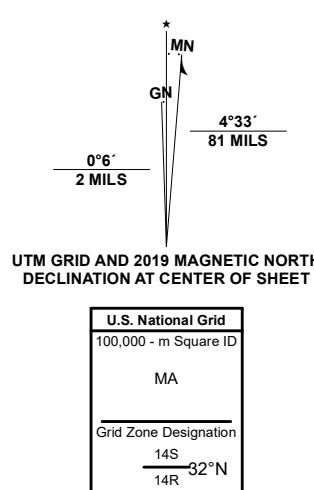 ★
MN
GN
4°33´
81 MILS
0°6´
2 MILS
UTM GRID AND 2019 MAGNETIC NORTH
DECLINATION AT CENTER OF SHEET
U.S. National Grid
100,000 - m Square ID
MA
Grid Zone Designation
14S
32°N
14R